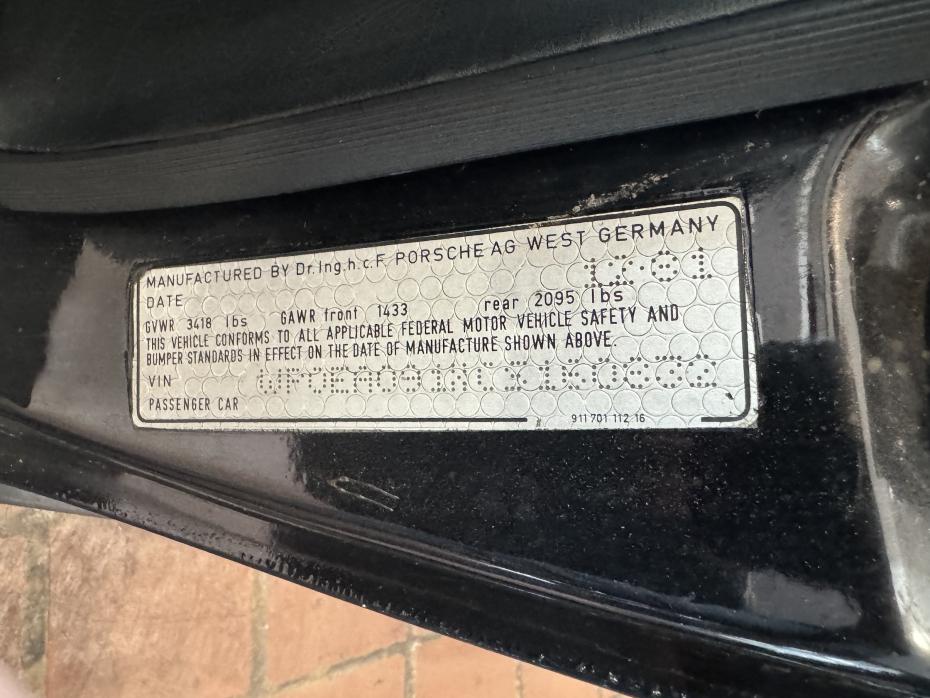 MANUFACTURED BY Dr.Ing.h.c.F. PORSCHE AG WEST GERMANY
DATE 12·81
GVWR 3418 lbs GAWR front 1433 rear 2095 lbs
THIS VEHICLE CONFORMS TO ALL APPLICABLE FEDERAL MOTOR VEHICLE SAFETY AND
BUMPER STANDARDS IN EFFECT ON THE DATE OF MANUFACTURE SHOWN ABOVE.
VIN
PASSENGER CAR
911 701 112 16